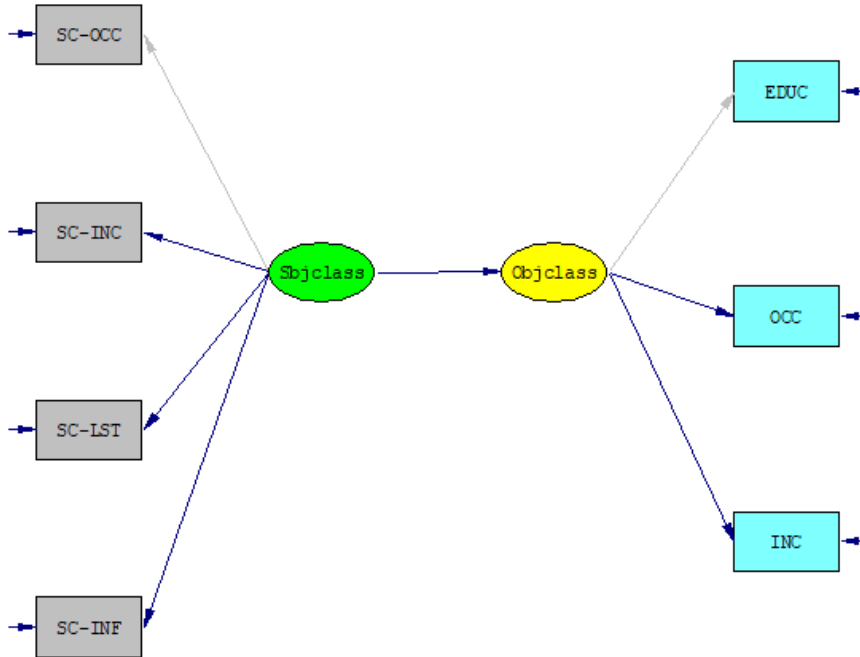 SC-OCC
EDUC
SC-INC
Sbjclass
Objclass
OCC
SC-LST
INC
SC-INF